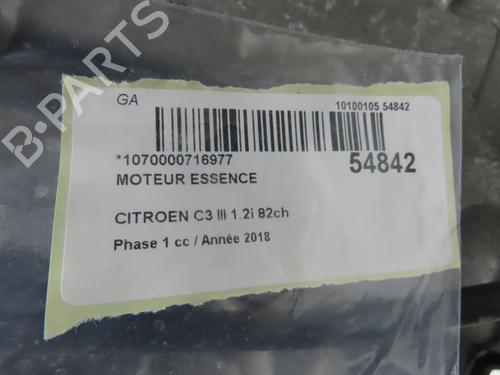 GA
10100105 54842
*1070000716977
54842
MOTEUR ESSENCE
CITROEN C3 III 1.2i 82ch
Phase 1 cc / Année 2018
B-PARTS